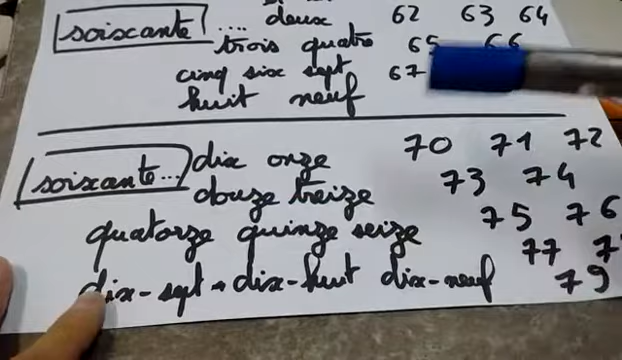 deux 62 63 64
soixante ....
trois quatre 65 66
cinq six sept 67
huit neuf
70 71 72
soixante... dix onze
73 74
douze treize
75 76
quatorze quinze seize
77
dix-sept - dix-huit dix-neuf 79